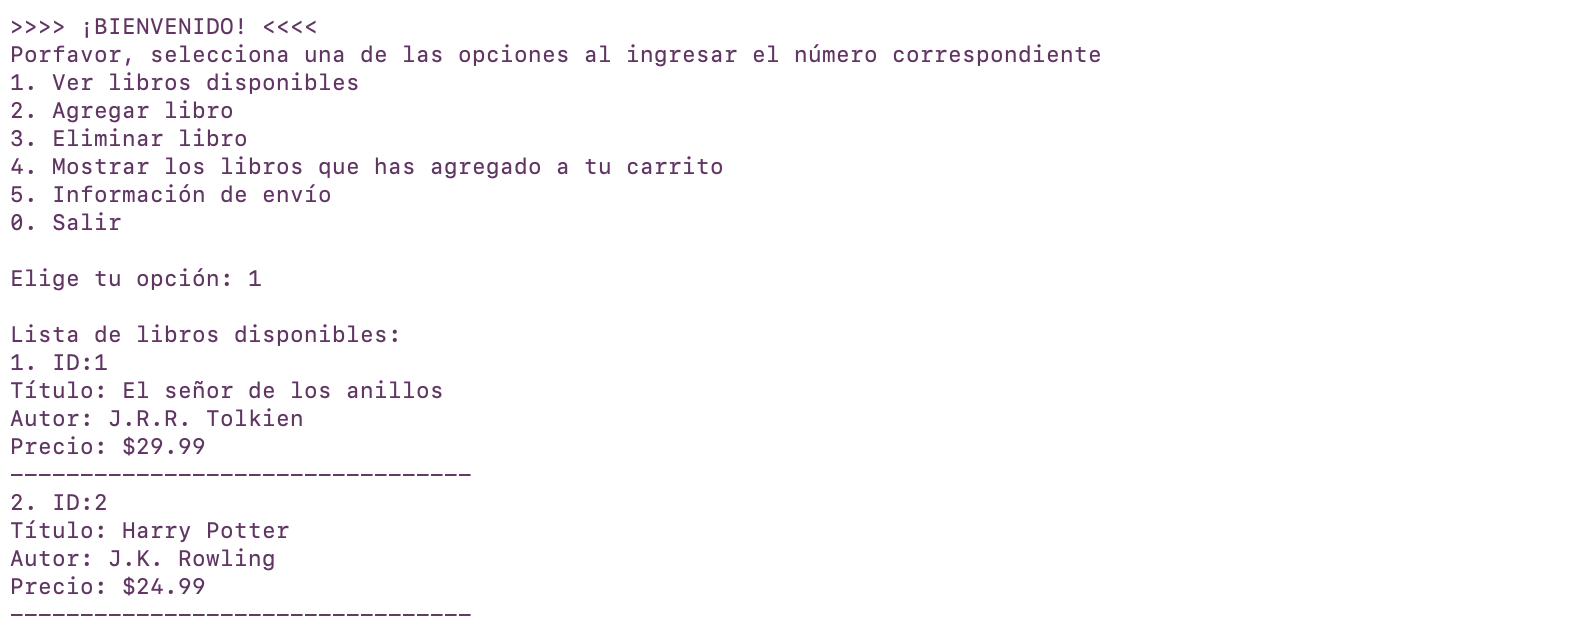 >>>> ¡BIENVENIDO! <<<<
Porfavor, selecciona una de las opciones al ingresar el número correspondiente
1. Ver libros disponibles
2. Agregar libro
3. Eliminar libro
4. Mostrar los libros que has agregado a tu carrito
5. Información de envío
0. Salir

Elige tu opción: 1

Lista de libros disponibles:
1. ID:1
Título: El señor de los anillos
Autor: J.R.R. Tolkien
Precio: $29.99
---------------------------------
2. ID:2
Título: Harry Potter
Autor: J.K. Rowling
Precio: $24.99
---------------------------------